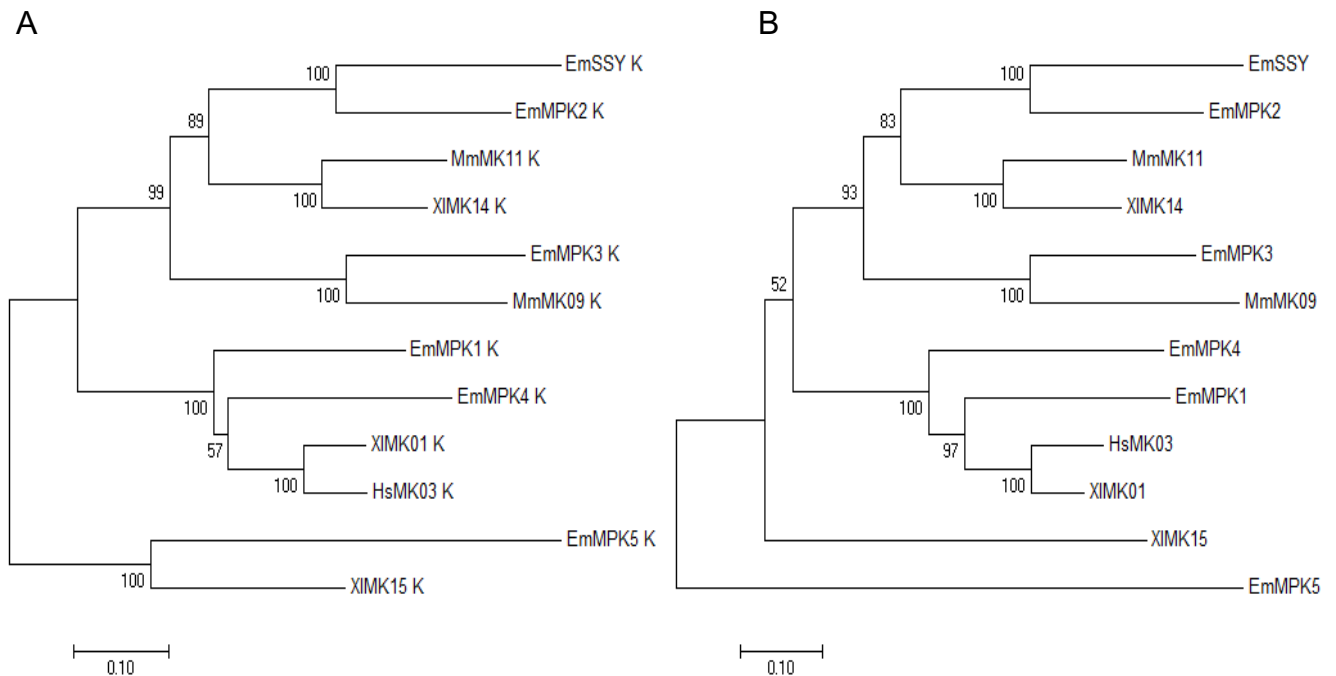 A
EmSSY K
100
EmMPK2 K
89
MmMK11 K
100
XlMK14 K
99
EmMPK3 K
100
MmMK09 K
EmMPK1 K
100
EmMPK4 K
57
XlMK01 K
100
HsMK03 K
EmMPK5 K
100
XlMK15 K
0.10
B
EmSSY
100
EmMPK2
83
MmMK11
100
XlMK14
93
EmMPK3
100
MmMK09
52
EmMPK4
100
EmMPK1
97
HsMK03
100
XlMK01
XlMK15
EmMPK5
0.10